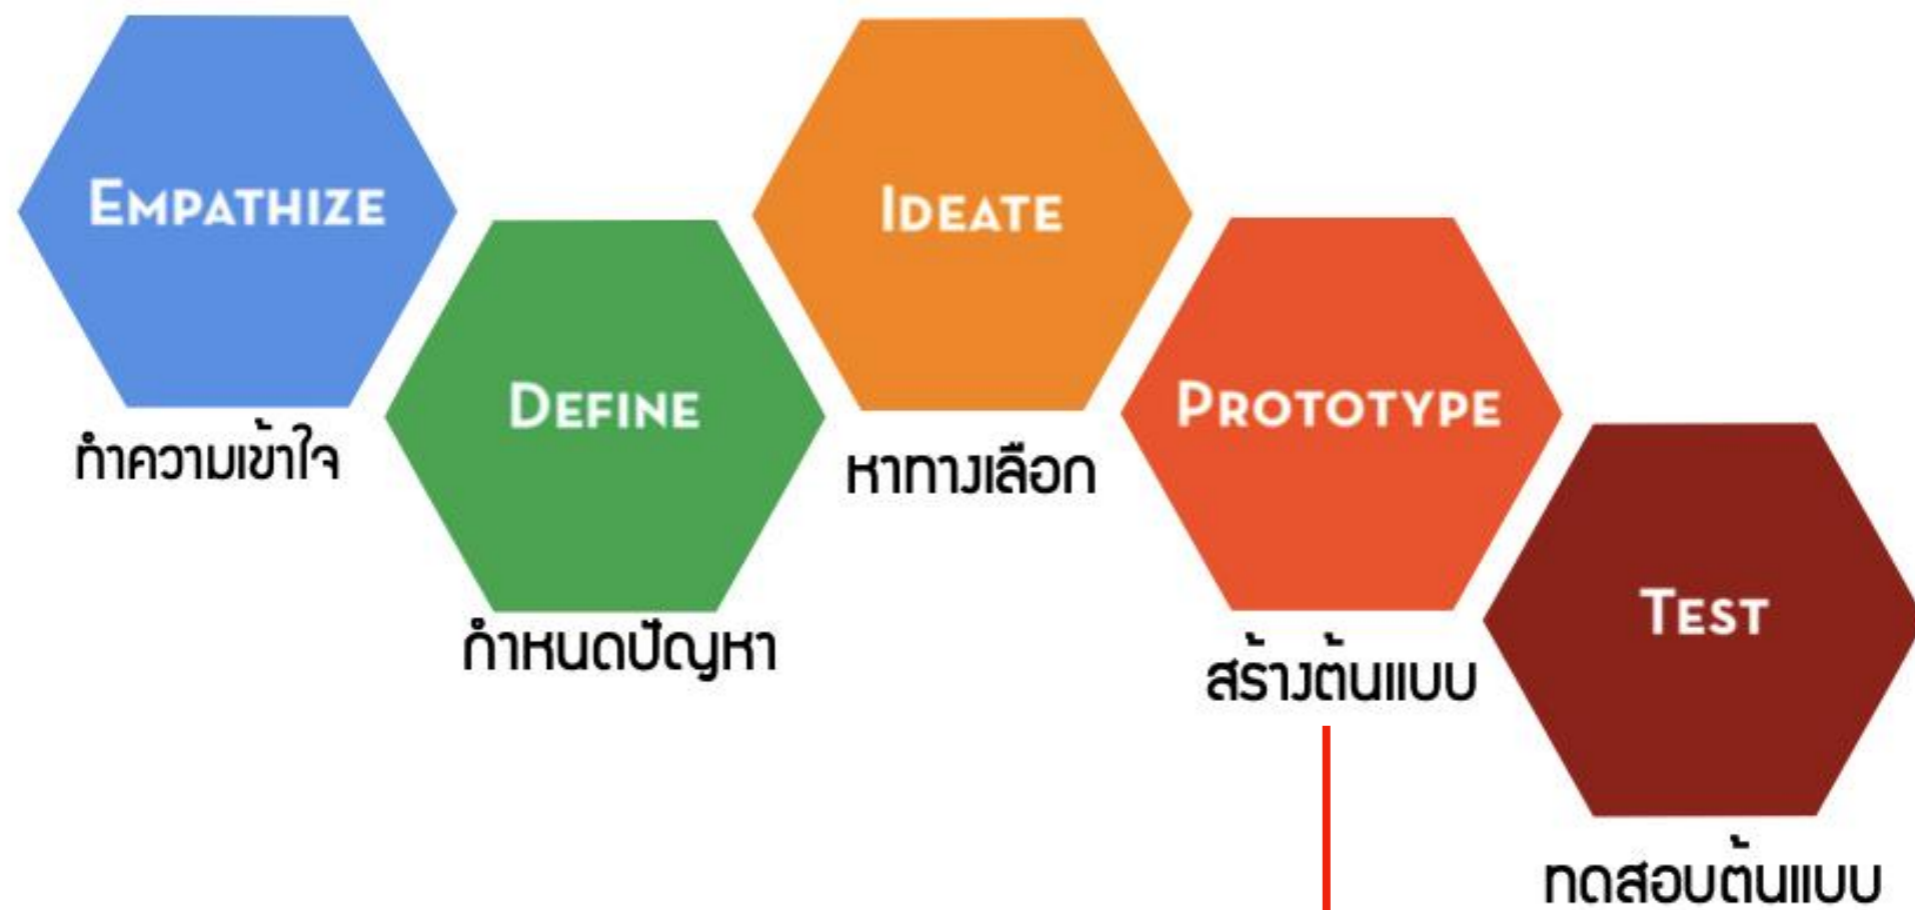 EMPATHIZE
ทำความเข้าใจ
DEFINE
กำหนดปัญหา
IDEATE
หาทางเลือก
PROTOTYPE
สร้างต้นแบบ
TEST
ทดสอบต้นแบบ